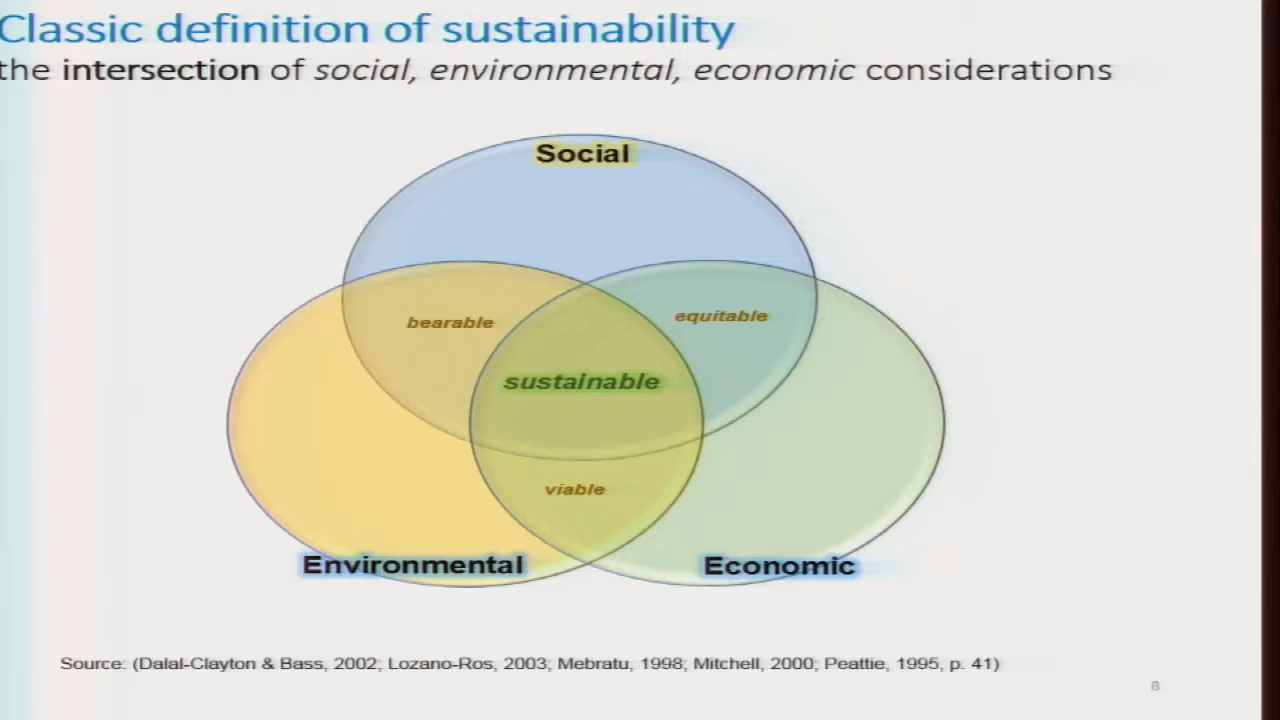 Classic definition of sustainability
the intersection of social, environmental, economic considerations
Social
bearable
equitable
sustainable
viable
Environmental
Economic
Source: (Dalal-Clayton & Bass, 2002; Lozano-Ros, 2003; Mebratu, 1998; Mitchell, 2000; Peattie, 1995, p. 41)
8